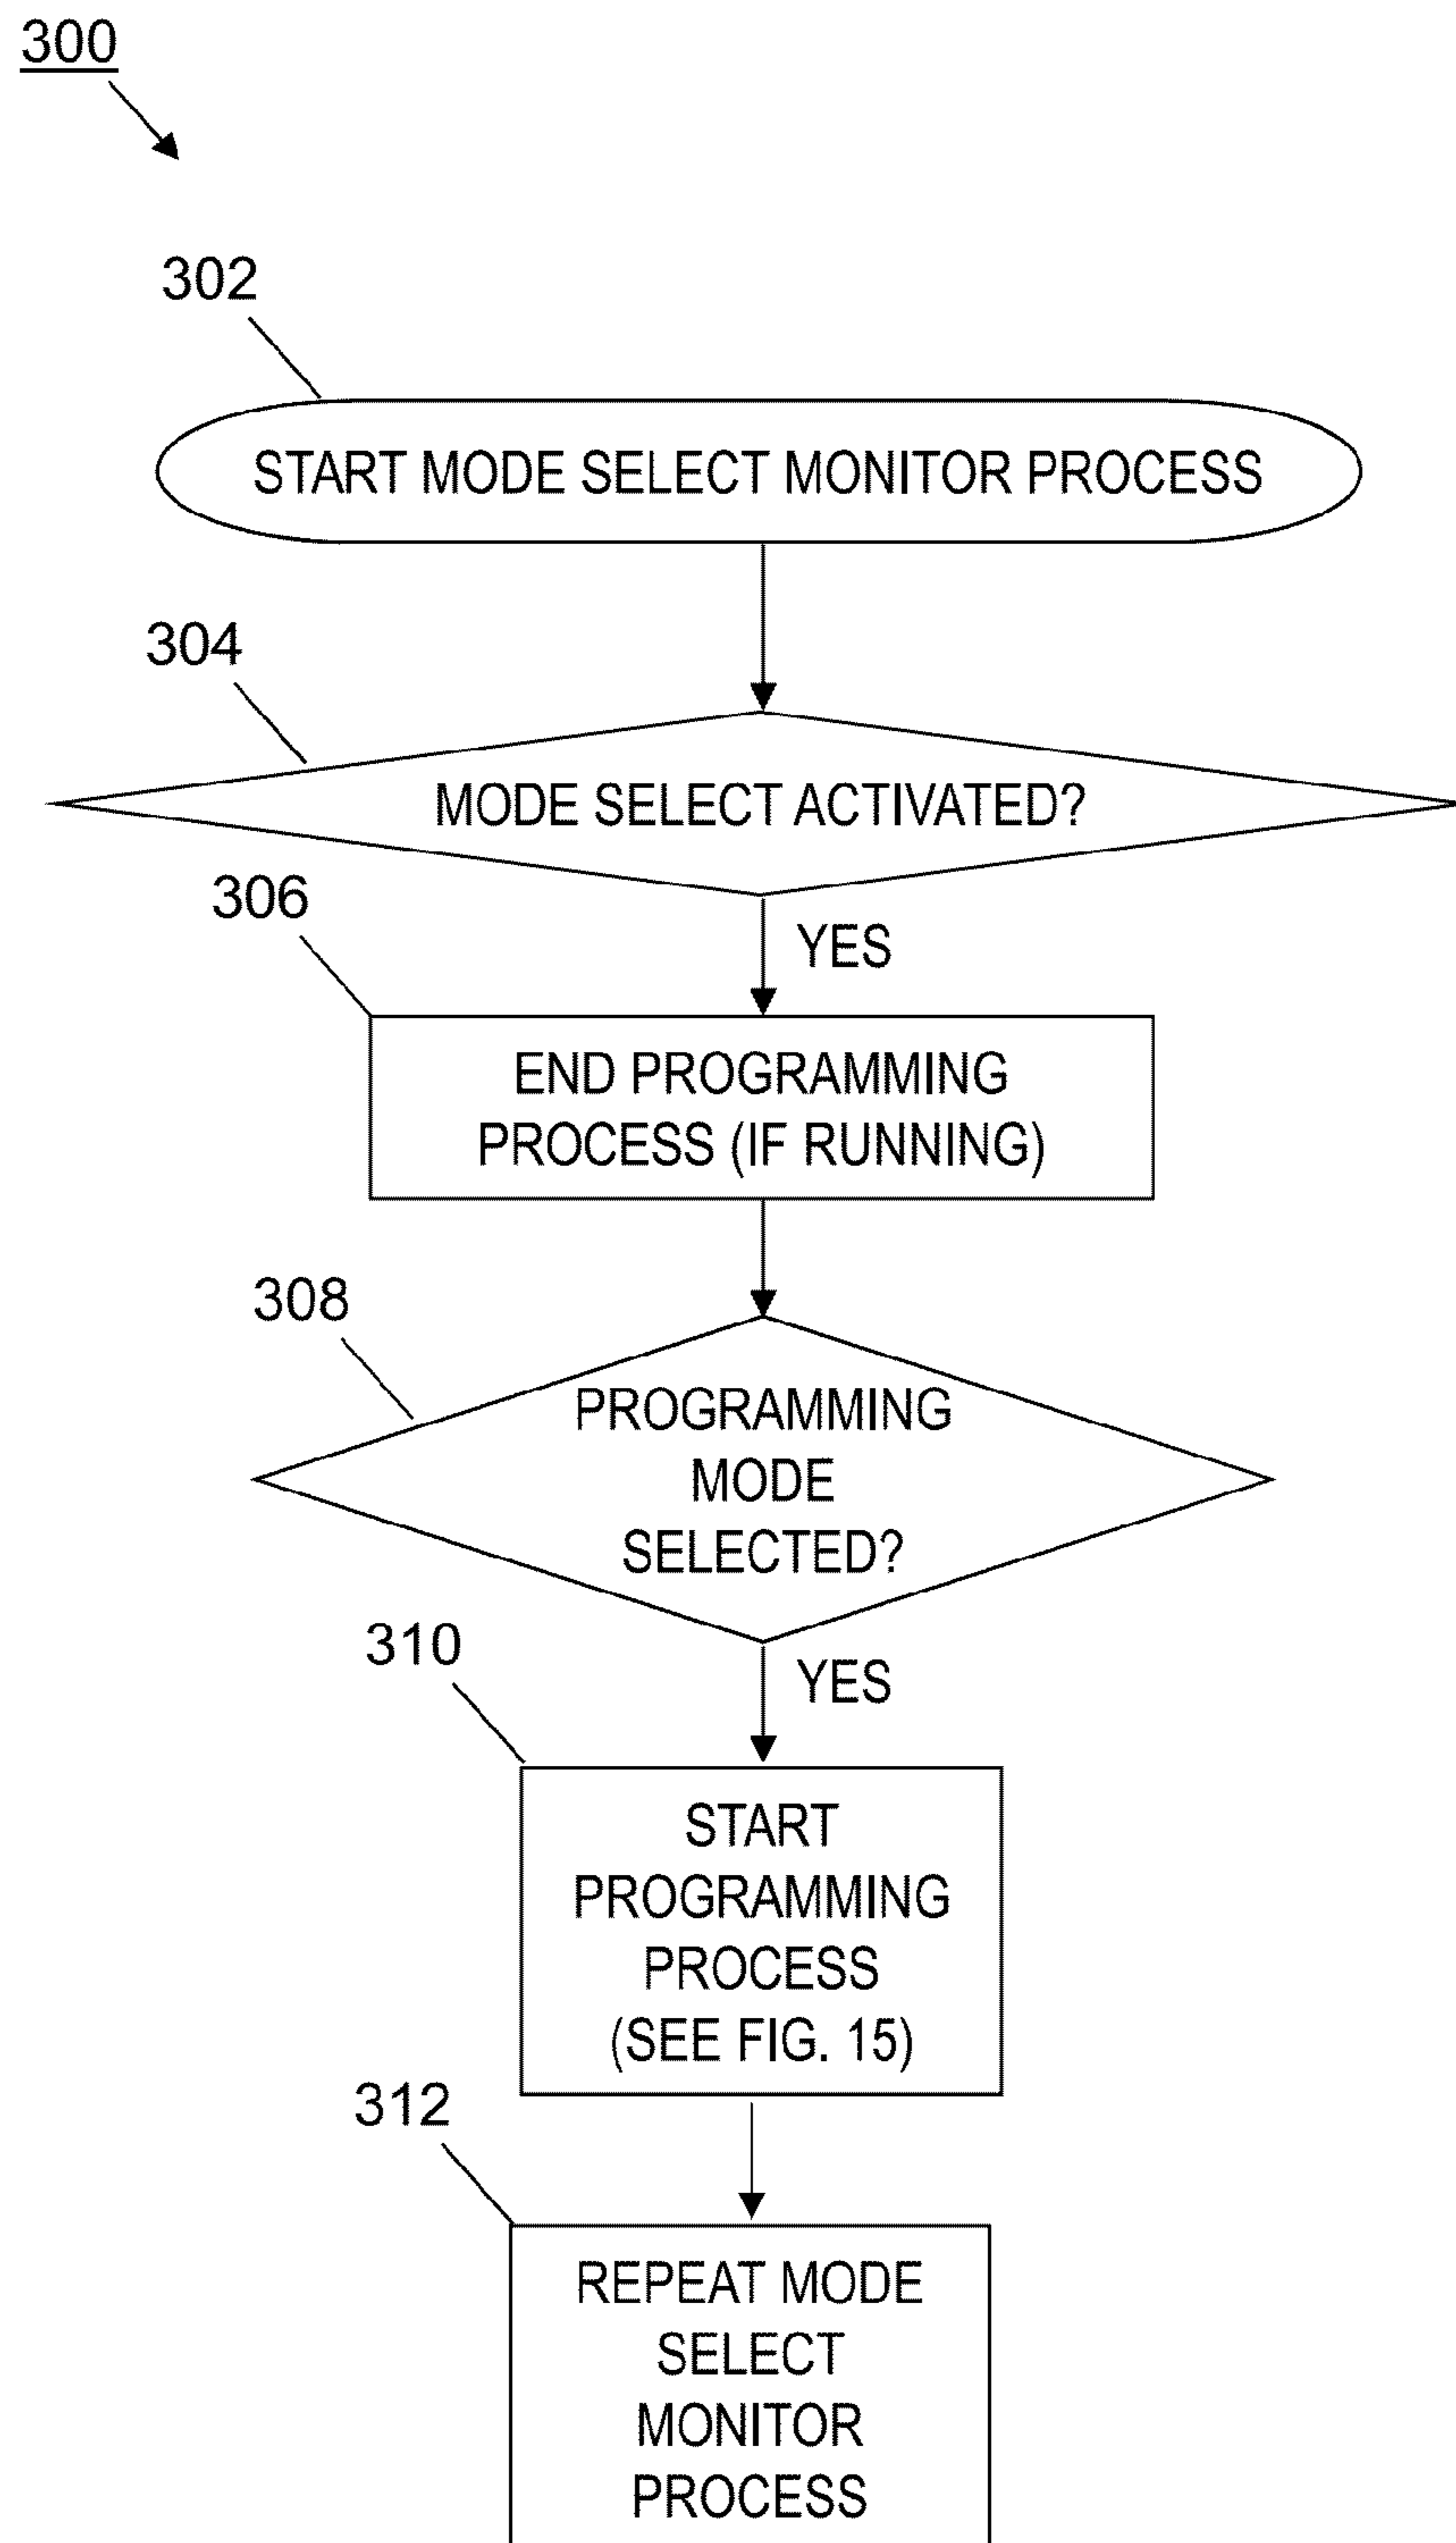 300
302
START MODE SELECT MONITOR PROCESS
304
MODE SELECT ACTIVATED?
306
YES
END PROGRAMMING
PROCESS (IF RUNNING)
308
PROGRAMMING
MODE
SELECTED?
310
YES
START
PROGRAMMING
PROCESS
(SEE FIG. 15)
312
REPEAT MODE
SELECT
MONITOR
PROCESS